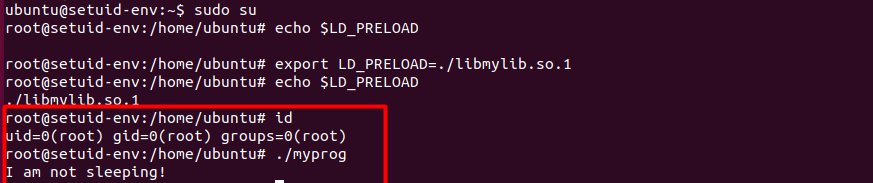 ubuntu@setuid-env:~$ sudo su
root@setuid-env:/home/ubuntu# echo $LD_PRELOAD

root@setuid-env:/home/ubuntu# export LD_PRELOAD=./libmylib.so.1
root@setuid-env:/home/ubuntu# echo $LD_PRELOAD
./libmylib.so.1
root@setuid-env:/home/ubuntu# id
uid=0(root) gid=0(root) groups=0(root)
root@setuid-env:/home/ubuntu# ./myprog
I am not sleeping!